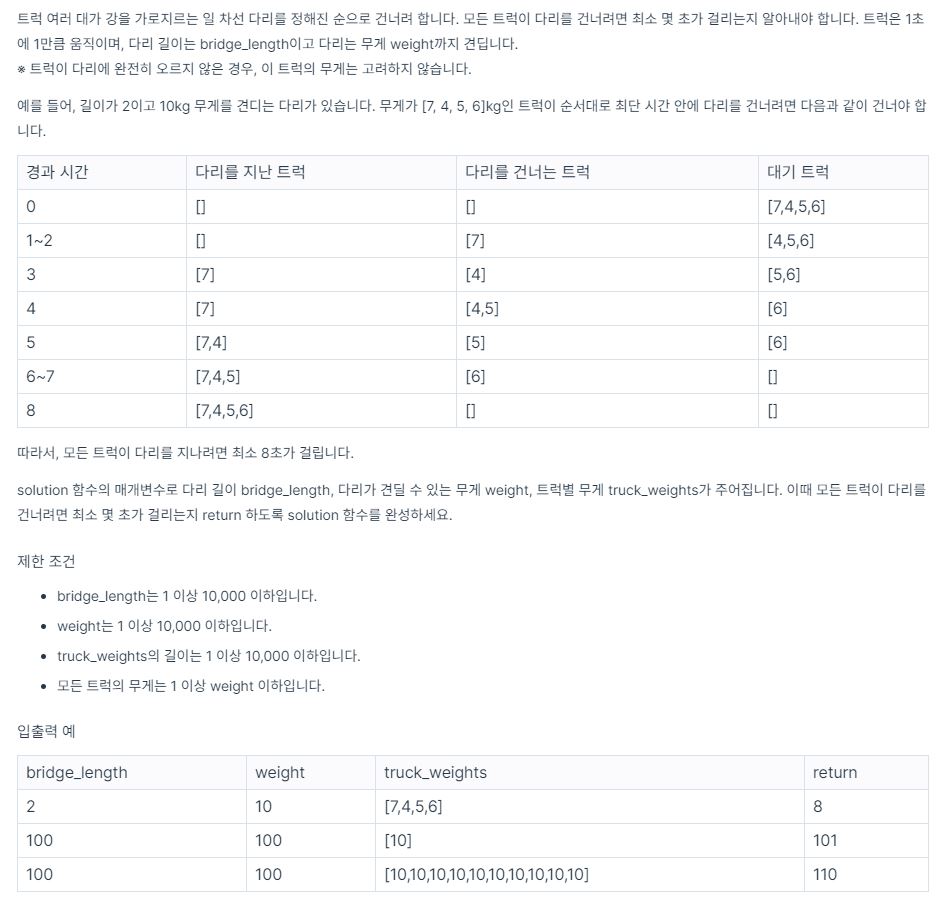 트럭 여러 대가 강을 가로지르는 일 차선 다리를 정해진 순으로 건너려 합니다. 모든 트럭이 다리를 건너려면 최소 몇 초가 걸리는지 알아내야 합니다. 트럭은 1초
에 1만큼 움직이며, 다리 길이는 bridge_length이고 다리는 무게 weight까지 견딥니다.
※ 트럭이 다리에 완전히 오르지 않은 경우, 이 트럭의 무게는 고려하지 않습니다.
예를 들어, 길이가 2이고 10kg 무게를 견디는 다리가 있습니다. 무게가 [7, 4, 5, 6]kg인 트럭이 순서대로 최단 시간 안에 다리를 건너려면 다음과 같이 건너야 합
니다.
경과 시간 다리를 지난 트럭 다리를 건너는 트럭 대기 트럭
0 [] [] [7,4,5,6]
1~2 [] [7] [4,5,6]
3 [7] [4] [5,6]
4 [7] [4,5] [6]
5 [7,4] [5] [6]
6~7 [7,4,5] [6] []
8 [7,4,5,6] [] []
따라서, 모든 트럭이 다리를 지나려면 최소 8초가 걸립니다.
solution 함수의 매개변수로 다리 길이 bridge_length, 다리가 견딜 수 있는 무게 weight, 트럭별 무게 truck_weights가 주어집니다. 이때 모든 트럭이 다리를
건너려면 최소 몇 초가 걸리는지 return 하도록 solution 함수를 완성하세요.
제한 조건
• bridge_length는 1 이상 10,000 이하입니다.
• weight는 1 이상 10,000 이하입니다.
• truck_weights의 길이는 1 이상 10,000 이하입니다.
• 모든 트럭의 무게는 1 이상 weight 이하입니다.
입출력 예
bridge_length weight truck_weights return
2 10 [7,4,5,6] 8
100 100 [10] 101
100 100 [10,10,10,10,10,10,10,10,10,10] 110